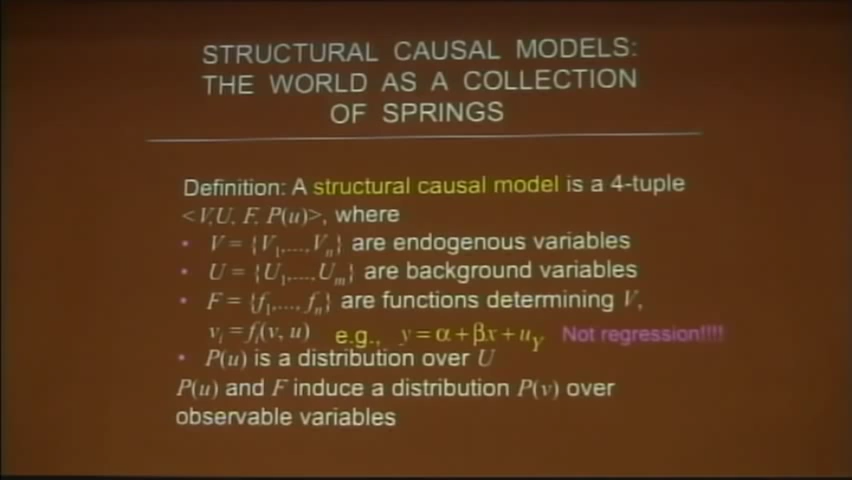 STRUCTURAL CAUSAL MODELS:
THE WORLD AS A COLLECTION
OF SPRINGS
Definition: A structural causal model is a 4-tuple
<V,U, F, P(u)>, where
• V = {V₁,..., Vₙ} are endogenous variables
• U = {U₁,..., Uₘ} are background variables
• F = {f₁,..., fₙ} are functions determining V,
vᵢ = fᵢ(v, u) e.g., y = α + βx + u_Y Not regression!!!!
• P(u) is a distribution over U
P(u) and F induce a distribution P(v) over
observable variables